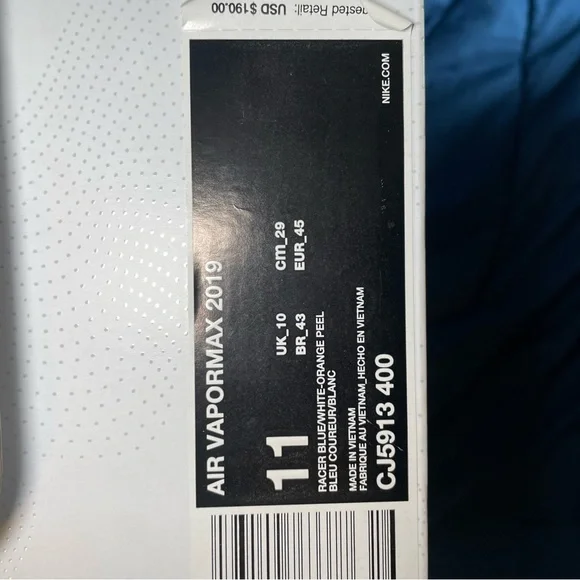 gested Retail: USD $190.00
AIR VAPORMAX 2019
NIKE.COM
11
UK_10 cm_29
BR_43 EUR_45
RACER BLUE/WHITE-ORANGE PEEL
BLEU COUREUR/BLANC
MADE IN VIETNAM
FABRIQUE AU VIETNAM_HECHO EN VIETNAM
CJ5913 400